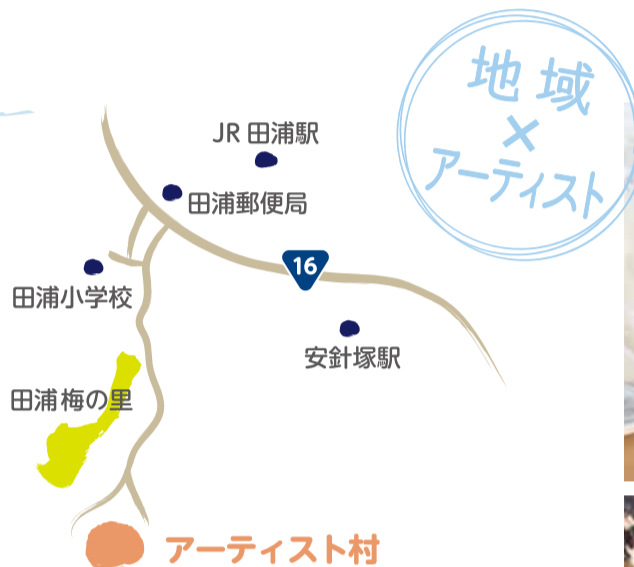 地域
×
アーティスト
JR 田浦駅
田浦郵便局
16
田浦小学校
安針塚駅
田浦梅の里
アーティスト村